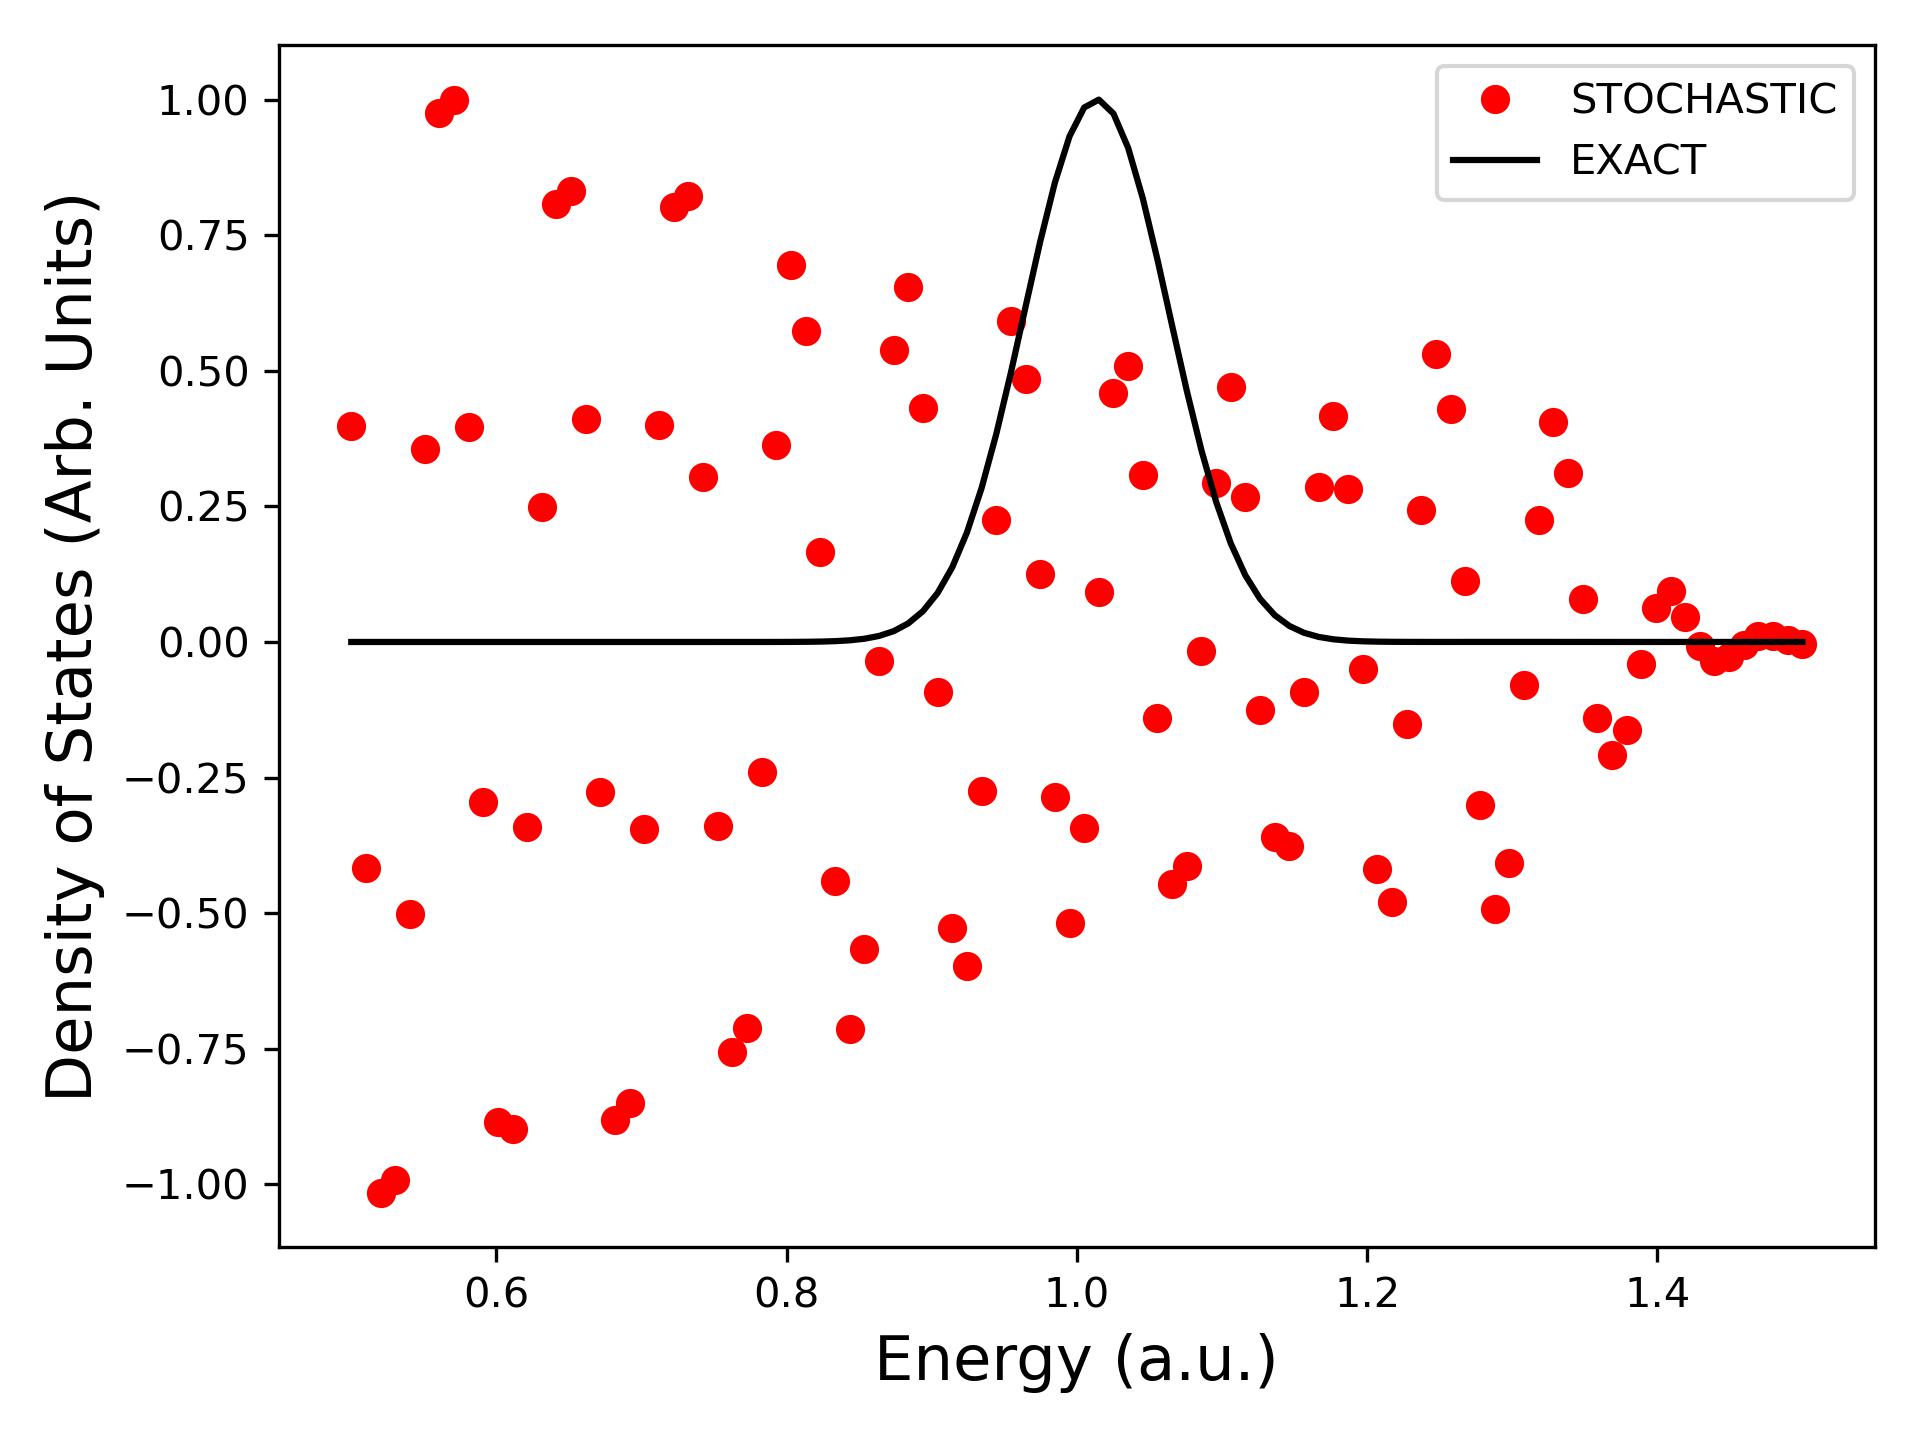 STOCHASTIC
EXACT
1.00
0.75
0.50
0.25
0.00
−0.25
−0.50
−0.75
−1.00
Density of States (Arb. Units)
0.6 0.8 1.0 1.2 1.4
Energy (a.u.)